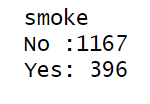 smoke
No :1167
Yes: 396